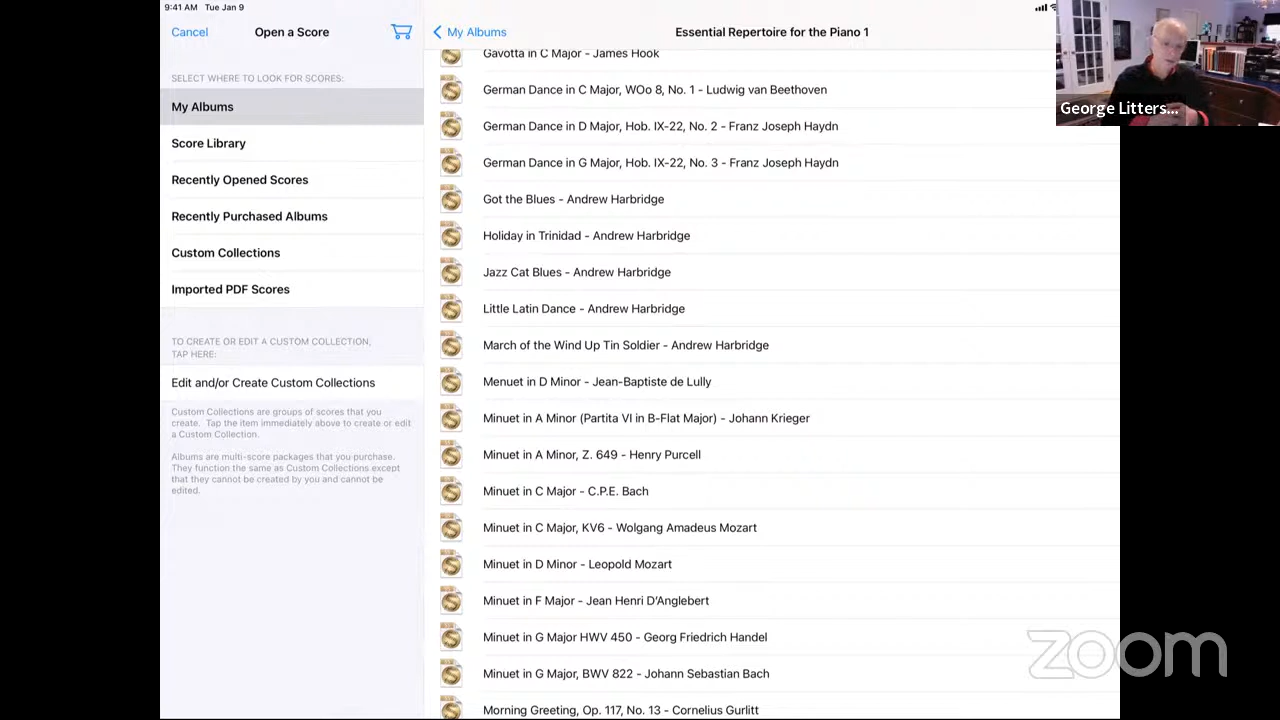 9:41 AM Tue Jan 9
Cancel
Open a Score
SELECT WHERE TO LOOK FOR SCORES:
My Albums
Score Library
Recently Opened Scores
Recently Purchased Albums
Custom Collections
Imported PDF Scores
TO CREATE OR EDIT A CUSTOM COLLECTION,
TAP HERE:
Edit and/or Create Custom Collections
Custom Collections are groups of scores that you
create. Tap the item immediately above to create or edit
a Custom Collection.
Albums are multi-score packages that you purchase.
They function the same as Custom Collections except
that they cannot be created by you and cannot be
edited.
My Albums
Essential Repertoire for the Piano 1
Gavotta in C Major - James Hook
German Dance in C Major, WOo 8, No. 1 - Ludwig van Beethoven
German Dance in D Major, Hob. IX-22, No. 2 - Franz Joseph Haydn
German Dance in G Major, Hob. IX-22, No. 3 - Franz Joseph Haydn
Got the Blues - Andrew Harbridge
Holiday in Trinidad - Andrew Harbridge
Jazz Cat Blues - Andrew Harbridge
Little Latin Dance - Andrew Harbridge
March of the Wind Up Tin Soldier - Andrew Harbridge
Menuet in D Minor - Jean-Baptiste de Lully
Minuet in A Minor (Partita VI in B-Flat Major) - Johann Krieger
Minuet in A Minor, Z. 649 - Henry Purcell
Minuet in C Major - C.P.E. Bach
Minuet in C Major, KV6 - Wolgang Amadeus Mozart
Minuet in D Minor - Leopold Mozart
Minuet in F Major - Jean Henri D'Anglebert
Minuet in G Major HWV 450 - Georg Friedrich Handel
Minuet in G Major, BWV 822 - Johann Sebastian Bach
Morning Greeting, Op. 117, No. 13 - Cornelius Gurlitt
George Litters...
zoom